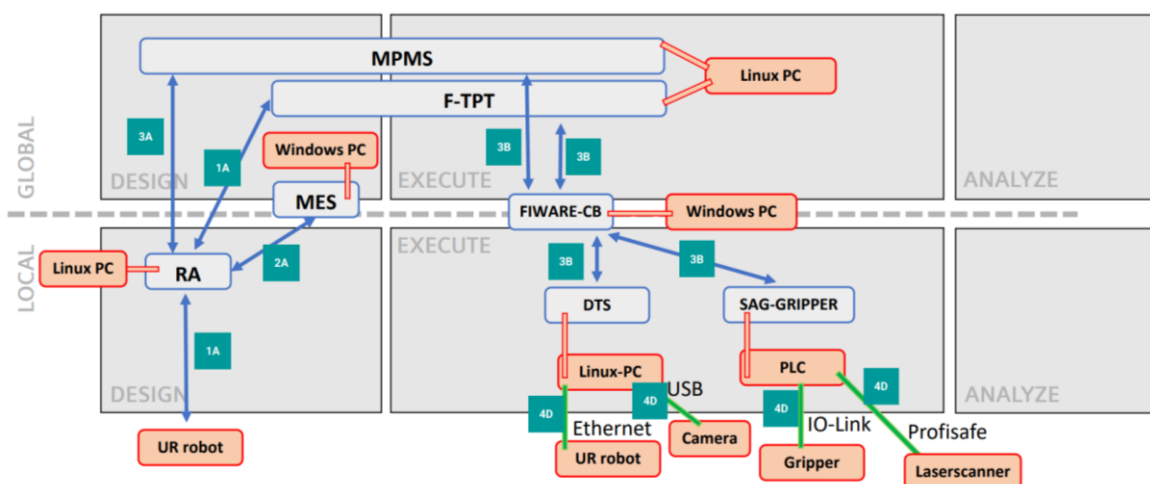 MPMS
Linux PC
F-TPT
3A
GLOBAL
1A
Windows PC
3B
3B
DESIGN
EXECUTE
ANALYZE
MES
FIWARE-CB
Windows PC
LOCAL
EXECUTE
Linux PC
RA
2A
3B
3B
DTS
SAG-GRIPPER
1A
Linux-PC
PLC
DESIGN
USB
4D
4D
4D
4D
ANALYZE
Ethernet
IO-Link
Profisafe
UR robot
Camera
UR robot
Gripper
Laserscanner